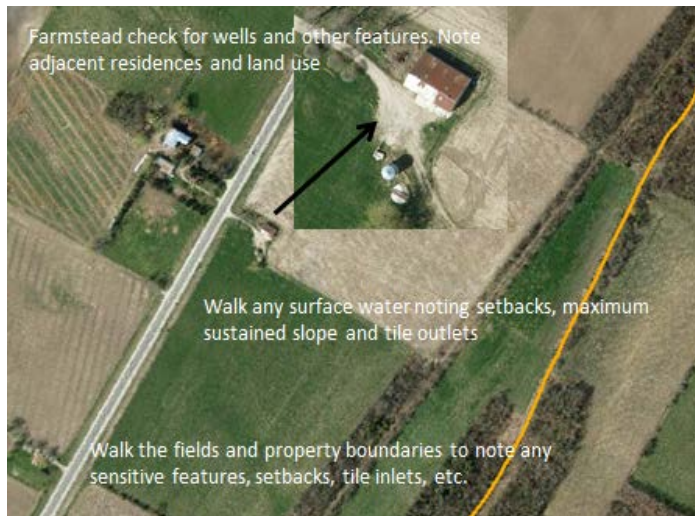 Farmstead check for wells and other features. Note
adjacent residences and land use
Walk any surface water noting setbacks, maximum
sustained slope and tile outlets
Walk the fields and property boundaries to note any
sensitive features, setbacks, tile inlets, etc.